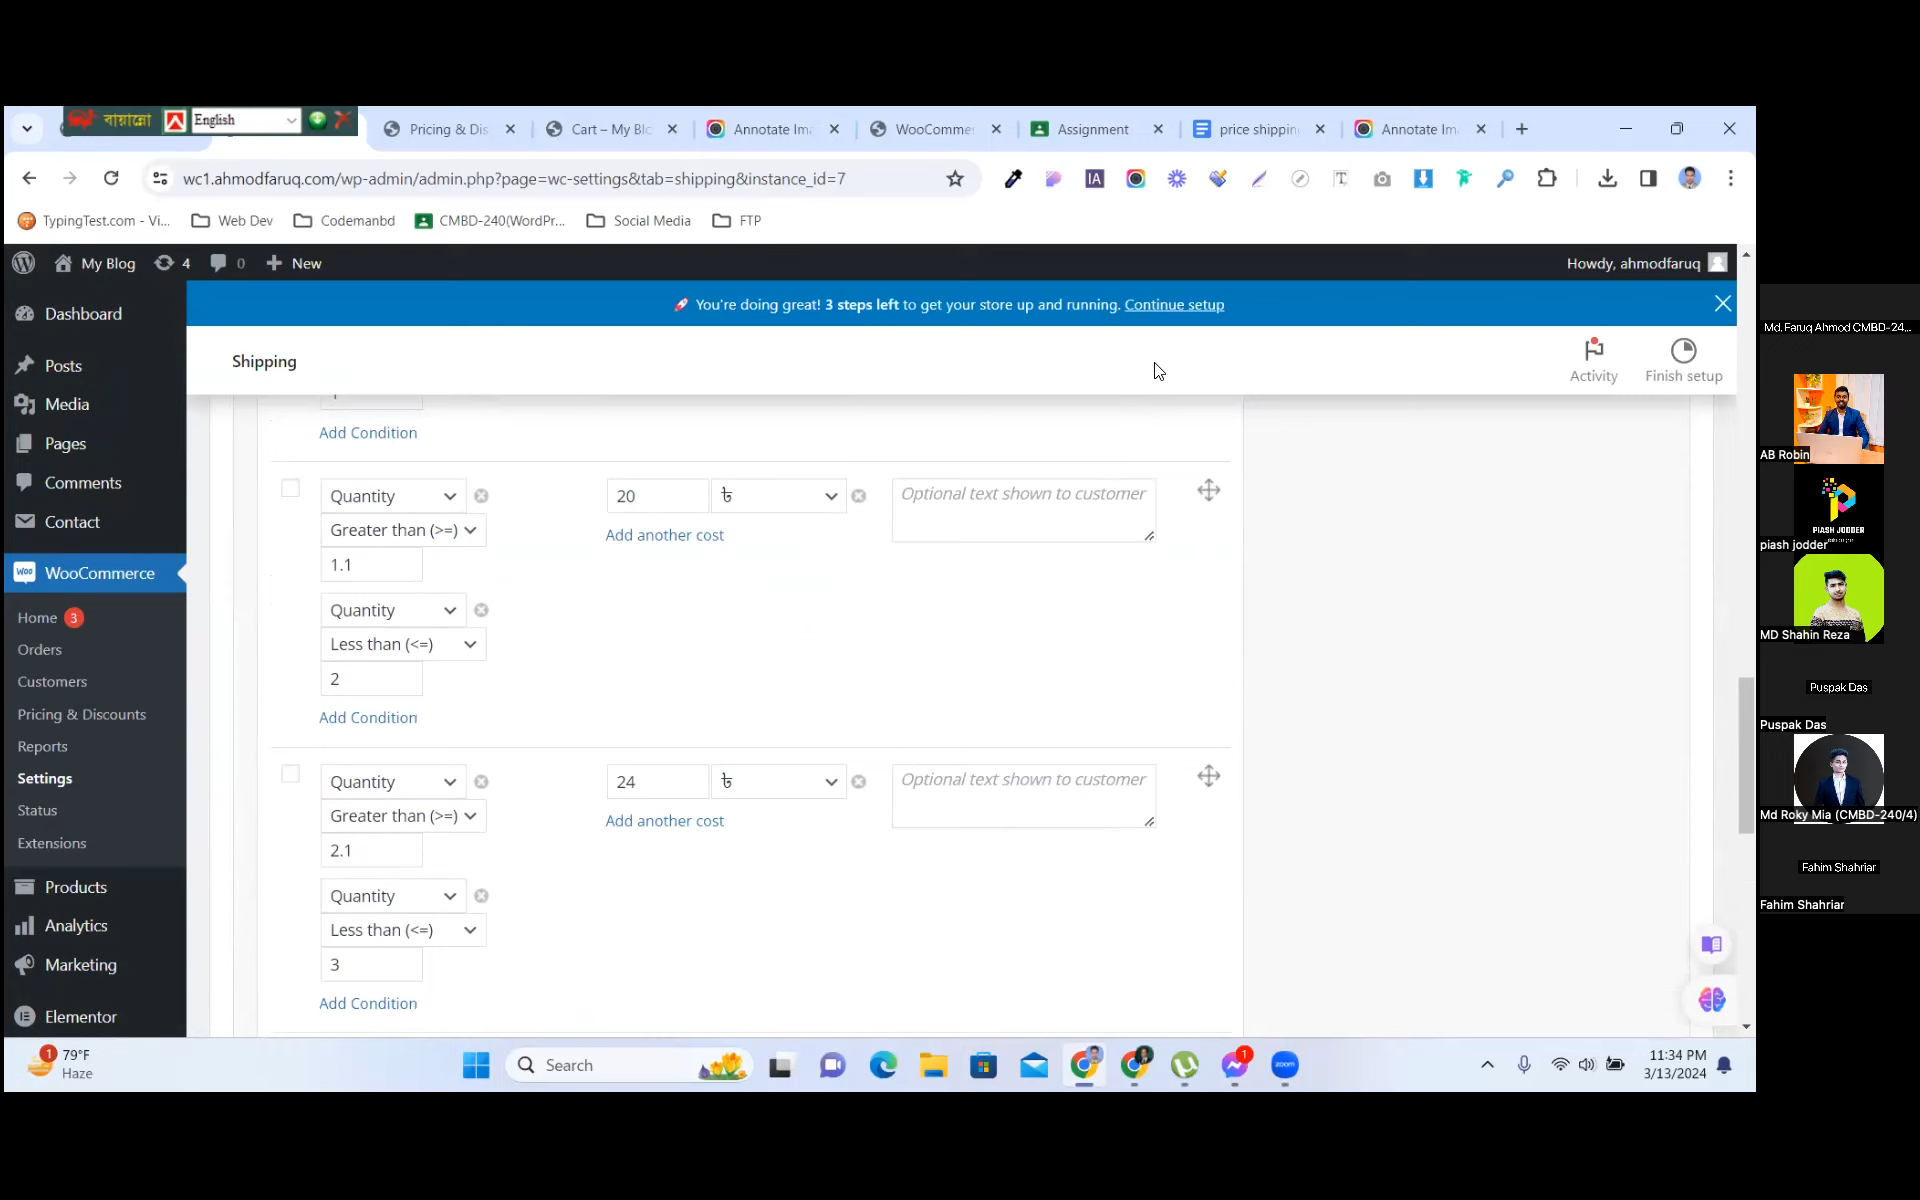 বায়ান্নো
English
Pricing & Dis
Cart – My Blo
Annotate Ima
WooCommer
Assignment
price shippin
Annotate Im
wc1.ahmodfaruq.com/wp-admin/admin.php?page=wc-settings&tab=shipping&instance_id=7
TypingTest.com - Vi...
Web Dev
Codemanbd
CMBD-240(WordPr...
Social Media
FTP
My Blog
4
0
New
Howdy, ahmodfaruq
You're doing great! 3 steps left to get your store up and running. Continue setup
Dashboard
Posts
Media
Pages
Comments
Contact
WooCommerce
Home 3
Orders
Customers
Pricing & Discounts
Reports
Settings
Status
Extensions
Products
Analytics
Marketing
Elementor
Shipping
Activity
Finish setup
Add Condition
Quantity
Greater than (>=)
1.1
20
৳
Add another cost
Optional text shown to customer
Quantity
Less than (<=)
2
Add Condition
Quantity
Greater than (>=)
2.1
24
৳
Add another cost
Optional text shown to customer
Quantity
Less than (<=)
3
Add Condition
1
79°F
Haze
Search
1
zoom
11:34 PM
3/13/2024
Md. Faruq Ahmod CMBD-24...
AB Robin
PIASH JODDER
piash jodder
MD Shahin Reza
Puspak Das
Puspak Das
Md Roky Mia (CMBD-240/4)
Fahim Shahriar
Fahim Shahriar